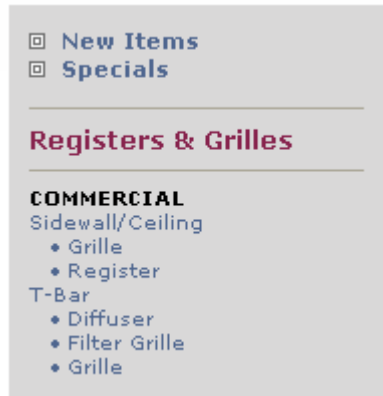 New Items
Specials
Registers & Grilles
COMMERCIAL
Sidewall/Ceiling
• Grille
• Register
T-Bar
• Diffuser
• Filter Grille
• Grille